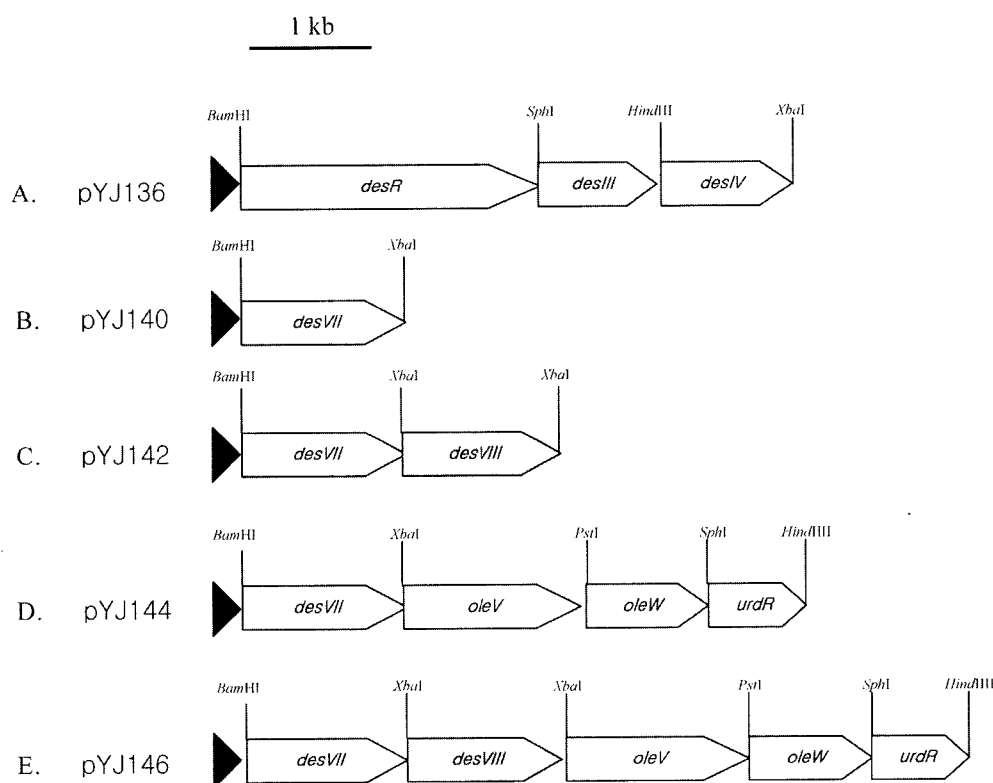 1 kb
BamHI SphI HindIII XbaI
A. pYJ136 desR desIII desIV
BamHI XbaI
B. pYJ140 desVII
BamHI XbaI XbaI
C. pYJ142 desVII desVIII
BamHI XbaI PstI SphI HindIIII
D. pYJ144 desVII oleV oleW urdR
BamHI XbaI XbaI PstI SphI HindIIII
E. pYJ146 desVII desVIII oleV oleW urdR